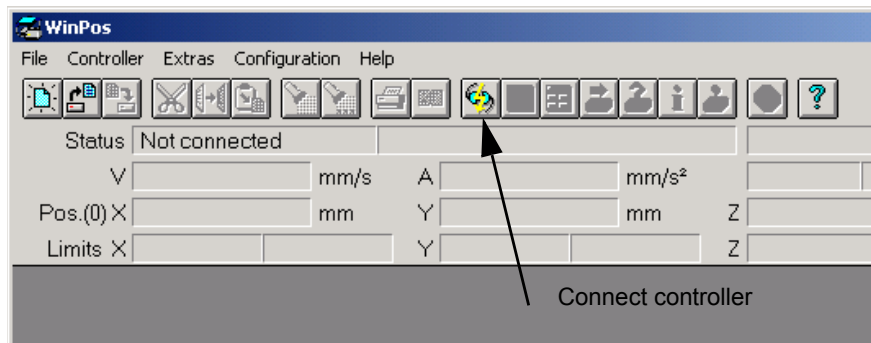 WinPos
File Controller Extras Configuration Help
?
Status Not connected
V mm/s A mm/s²
Pos.(0) X mm Y mm Z
Limits X Y Z
Connect controller